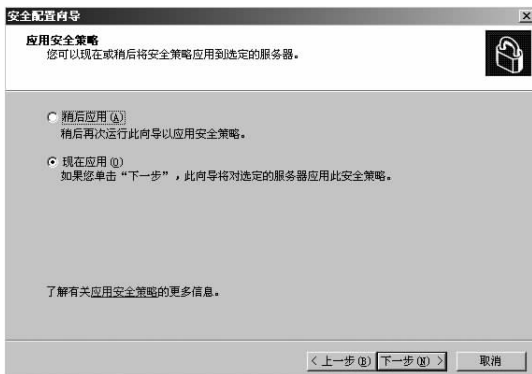 安全配置向导
应用安全策略
您可以现在或稍后将安全策略应用到选定的服务器。
稍后应用(A)
稍后再次运行此向导以应用安全策略。
现在应用(O)
如果您单击“下一步”，此向导将对选定的服务器应用此安全策略。
了解有关应用安全策略的更多信息。
< 上一步(B) 下一步(N) > 取消